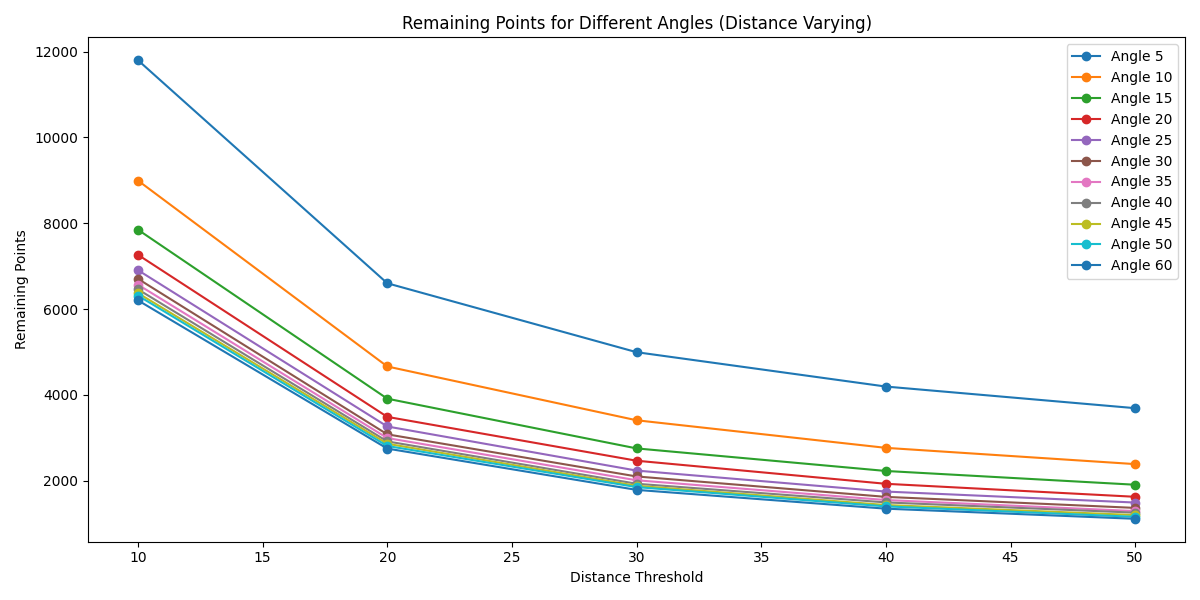 Remaining Points for Different Angles (Distance Varying)
12000
10000
8000
6000
4000
2000
Remaining Points
10
15
20
25
30
35
40
45
50
Distance Threshold
Angle 5
Angle 10
Angle 15
Angle 20
Angle 25
Angle 30
Angle 35
Angle 40
Angle 45
Angle 50
Angle 60